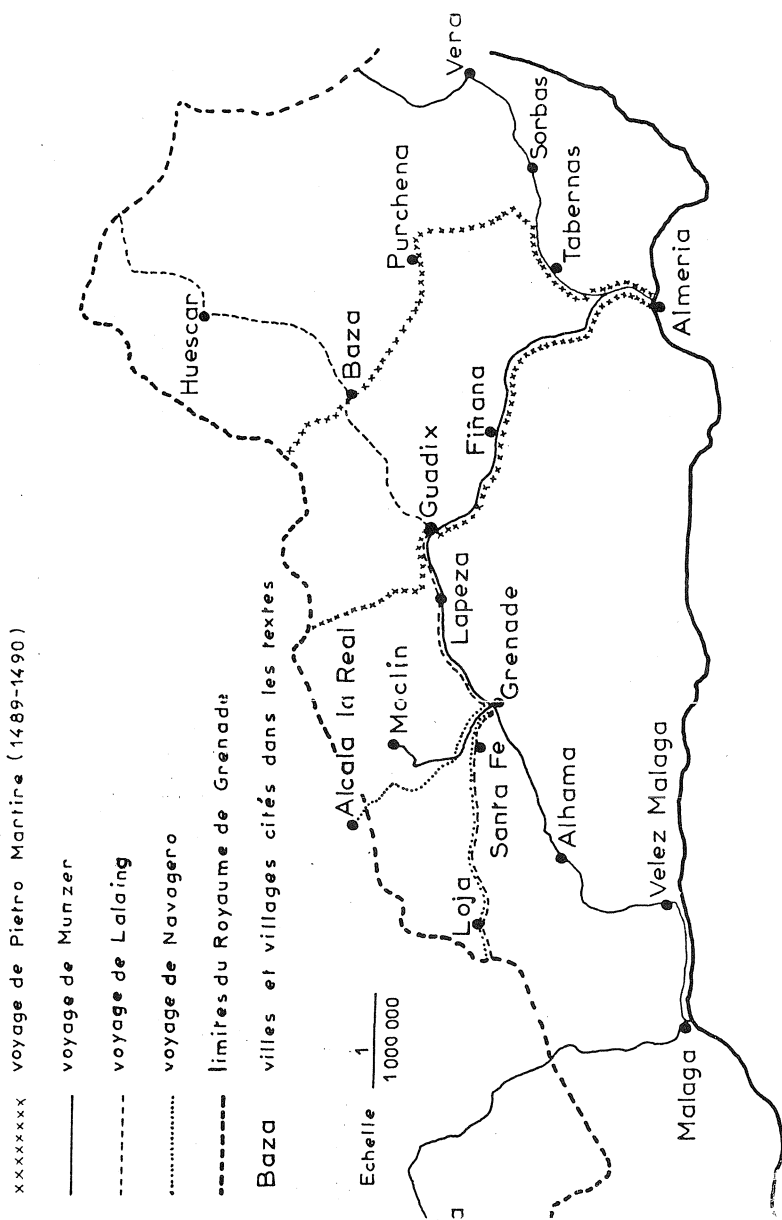 xxxxxxxx voyage de Pietro Martire (1489-1490)
voyage de Munzer
voyage de Lalaing
voyage de Navagero
limites du Royaume de Grenade
Baza villes et villages cités dans les textes
Echelle 1
1 000 000
Huescar
Vera
Purchena
Sorbas
Baza
Tabernas
Guadix
Fiñana
Almeria
Alcala la Real
Moclin
Lapeza
Grenade
Loja
Santa Fe
Alhama
Velez Malaga
Malaga
a